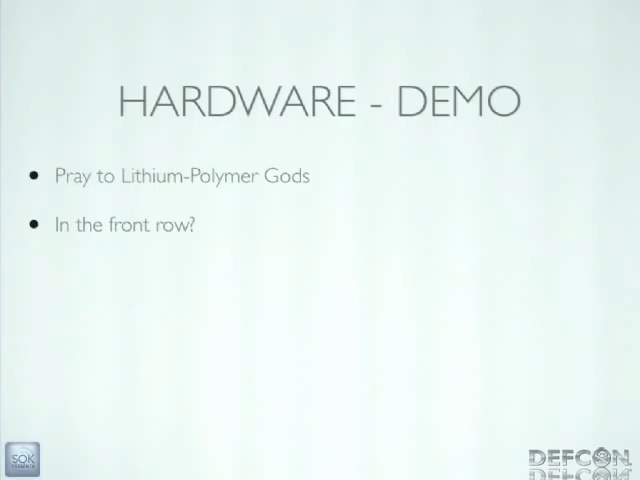 HARDWARE - DEMO
• Pray to Lithium-Polymer Gods
• In the front row?
SOK
DEFCON